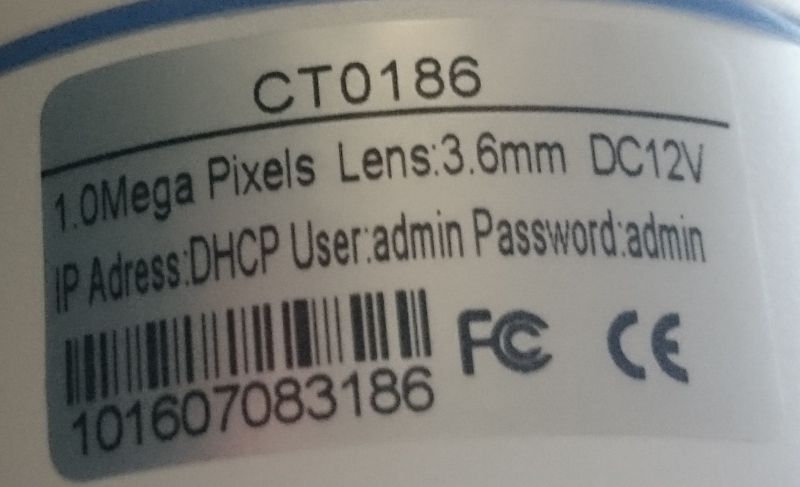 CT0186
1.0Mega Pixels Lens:3.6mm DC12V
IP Adress:DHCP User:admin Password:admin
101607083186
FC CE